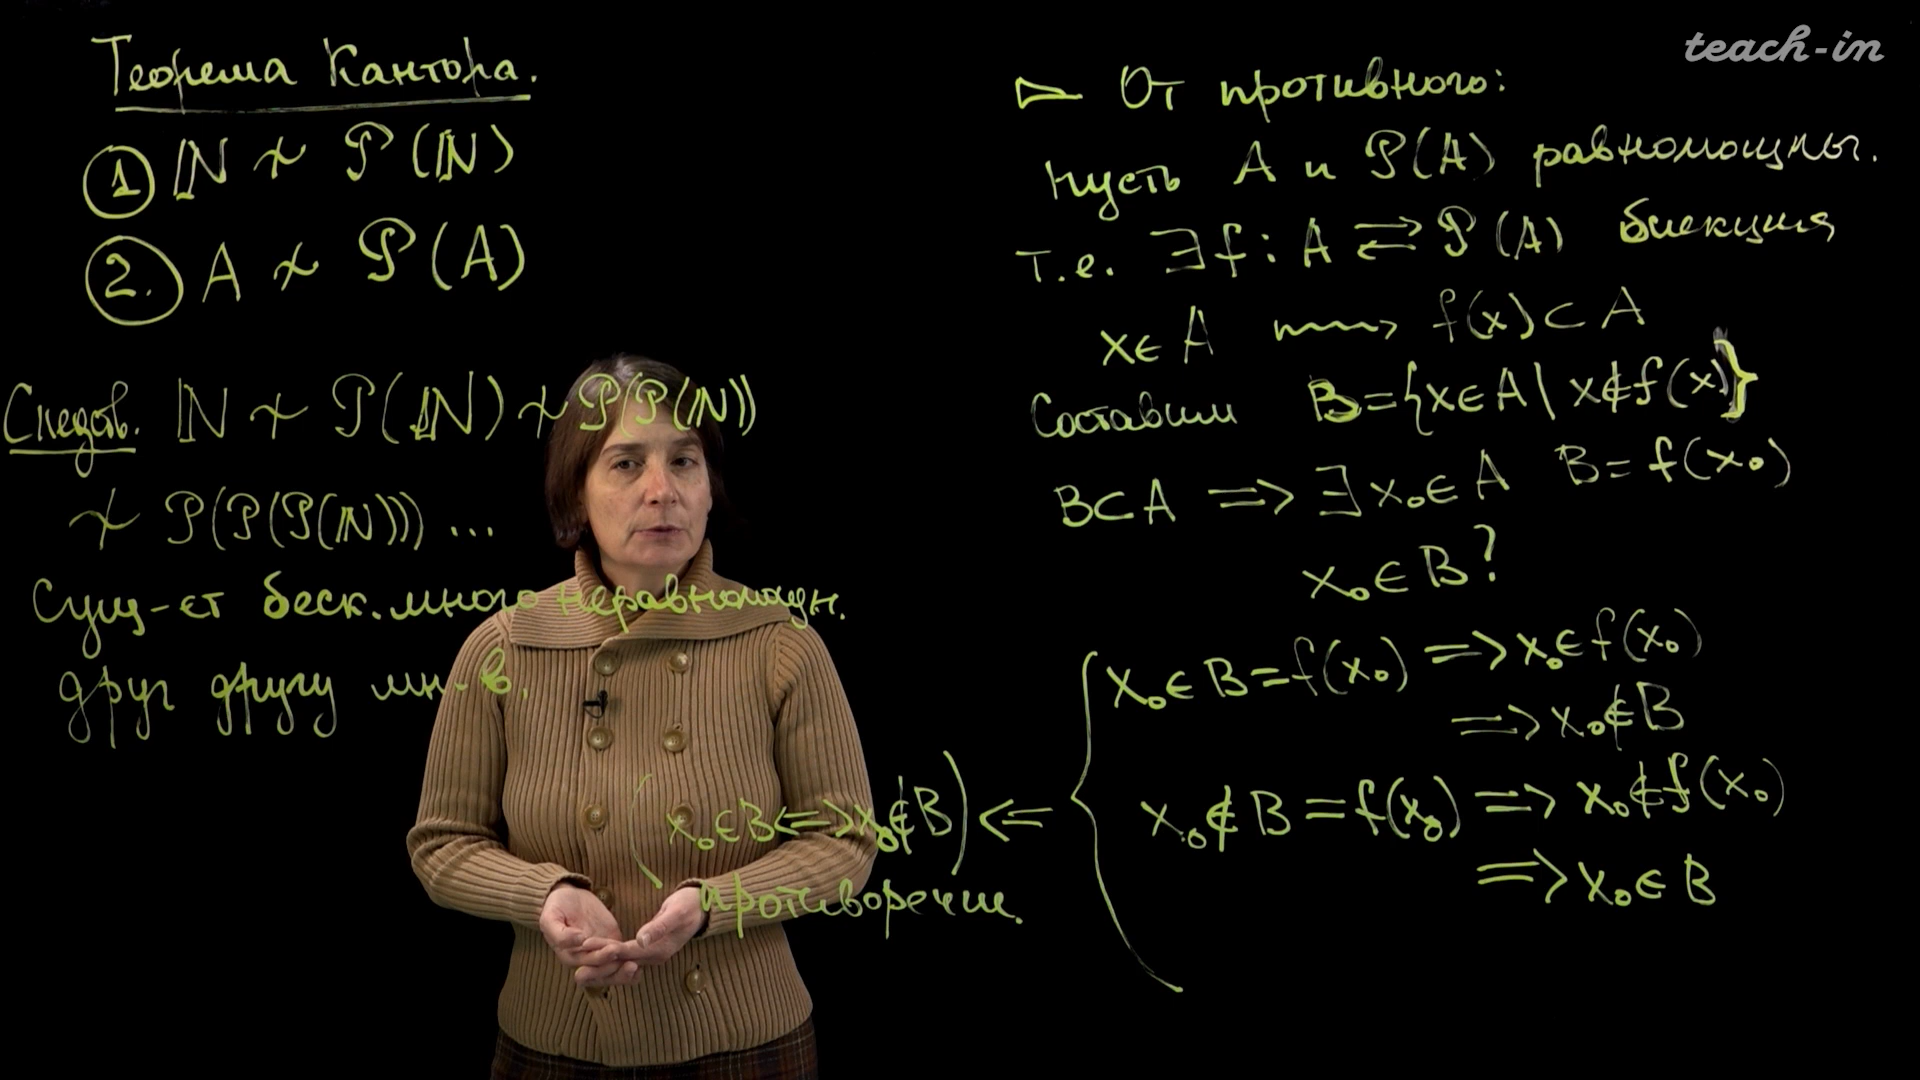 teach-in
Теорема Кантора.
① ℕ ≁ 𝒫(ℕ)
②. A ≁ 𝒫(A)
Следств. ℕ ≁ 𝒫(ℕ) ≁ 𝒫(𝒫(ℕ))
≁ 𝒫(𝒫(𝒫(ℕ))) ...
Сущ-ет беск. много неравномощн.
друг другу мн-в.
▷ От противного:
Пусть A и 𝒫(A) равномощны.
т.е. ∃f: A ⇄ 𝒫(A) биекция
x∈A ⟿ f(x)⊂A
Составим B={x∈A | x∉f(x)}
B⊂A ⇒ ∃x₀∈A B=f(x₀)
x₀∈B?
x₀∈B=f(x₀) ⇒ x₀∈f(x₀)
⇒ x₀∉B
x₀∉B=f(x₀) ⇒ x₀∉f(x₀)
⇒ x₀∈B
(x₀∈B ⇔ x₀∉B) ⇐ {
противоречие.